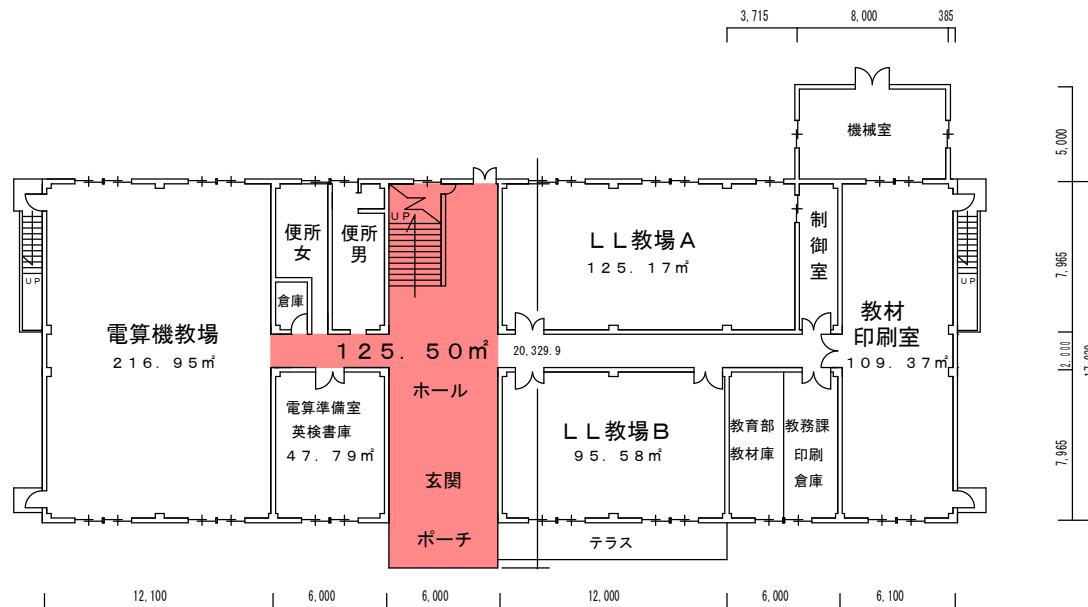 3,715
8,000
385
機械室
5,000
UP
便所
女
便所
男
UP
ＬＬ教場Ａ
125.17㎡
制
御
室
UP
7,965
倉庫
電算機教場
216.95㎡
125.50㎡
20,329.9
教材
印刷室
109.37㎡
2,000
ホール
電算準備室
英検書庫
47.79㎡
ＬＬ教場Ｂ
95.58㎡
教育部
教材庫
教務課
印刷
倉庫
7,965
玄関
ポーチ
テラス
12,100
6,000
6,000
12,000
6,000
6,100